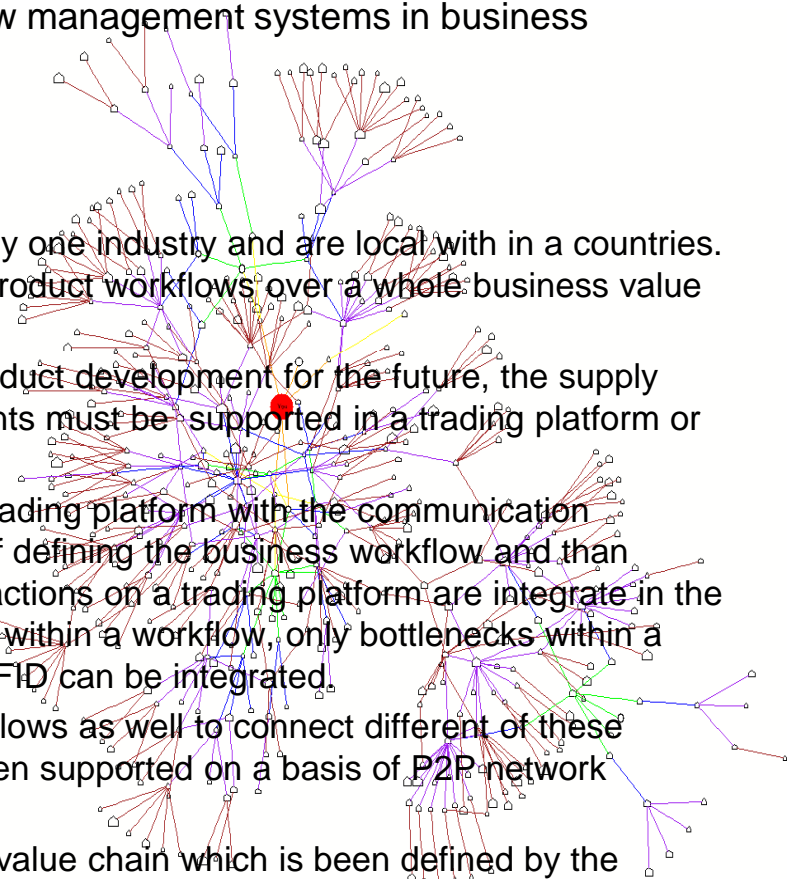 w management systems in business
y one industry and are local with in a countries.
roduct workflows over a whole business value
duct development for the future, the supply
nts must be supported in a trading platform or
ading platform with the communication
f defining the business workflow and than
actions on a trading platform are integrate in the
within a workflow, only bottlenecks within a
FID can be integrated.
lows as well to connect different of these
en supported on a basis of P2P network
value chain which is been defined by the